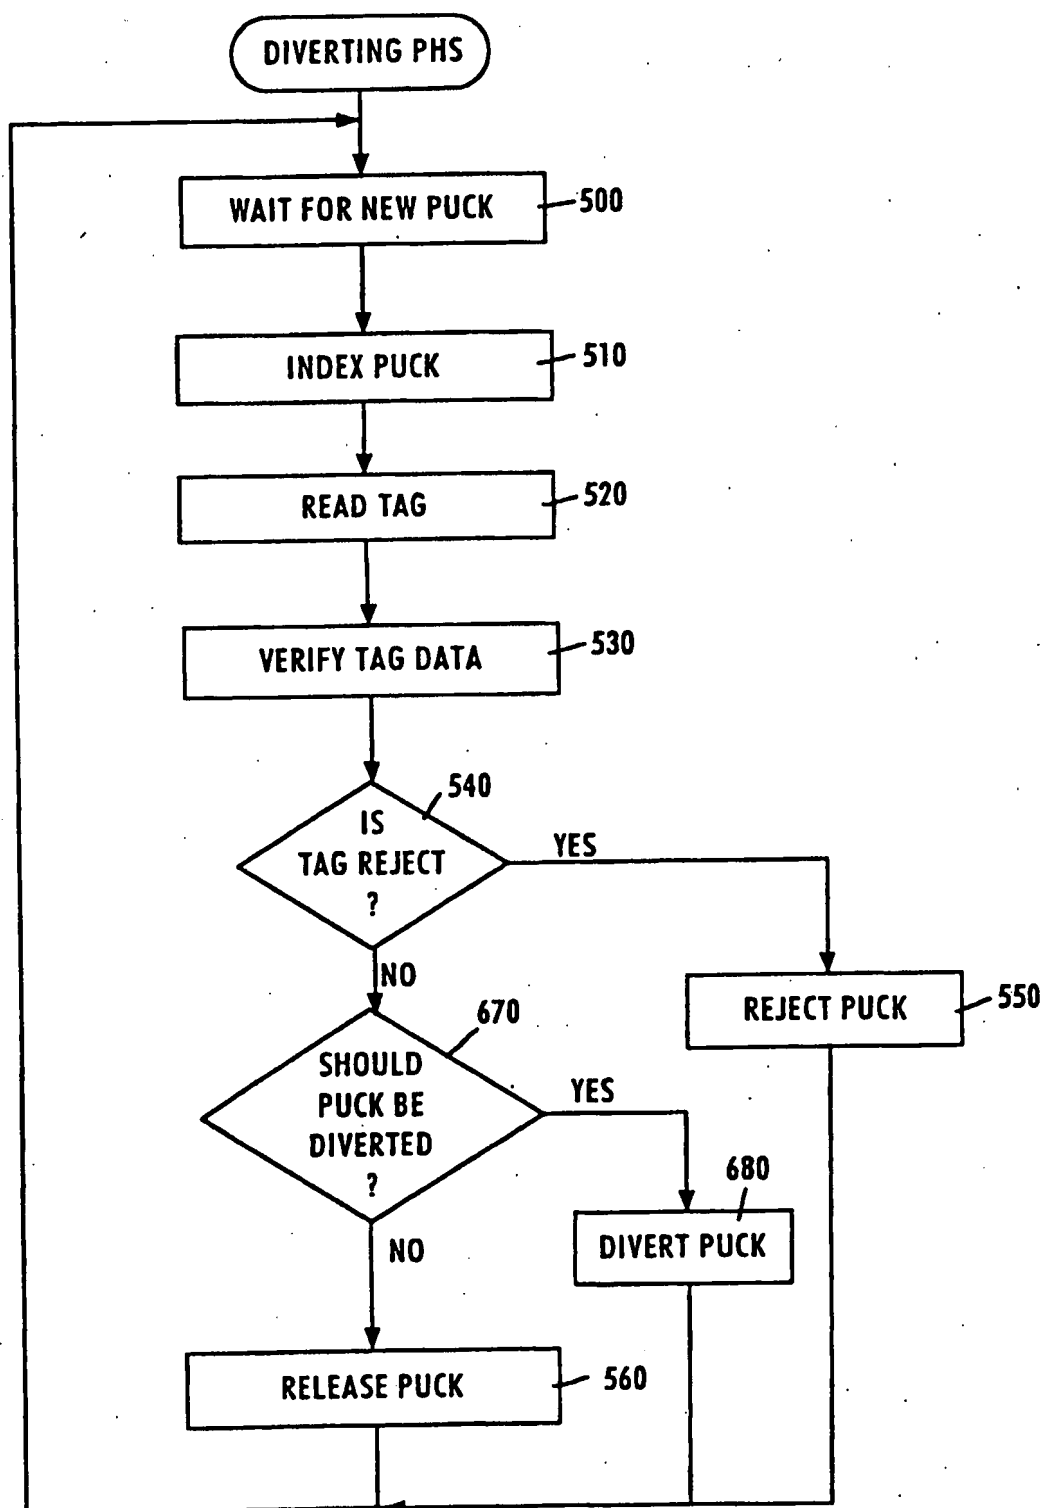 DIVERTING PHS
WAIT FOR NEW PUCK
500
INDEX PUCK
510
READ TAG
520
VERIFY TAG DATA
530
540
IS
TAG REJECT
?
YES
NO
REJECT PUCK
550
670
SHOULD
PUCK BE
DIVERTED
?
YES
680
DIVERT PUCK
NO
RELEASE PUCK
560